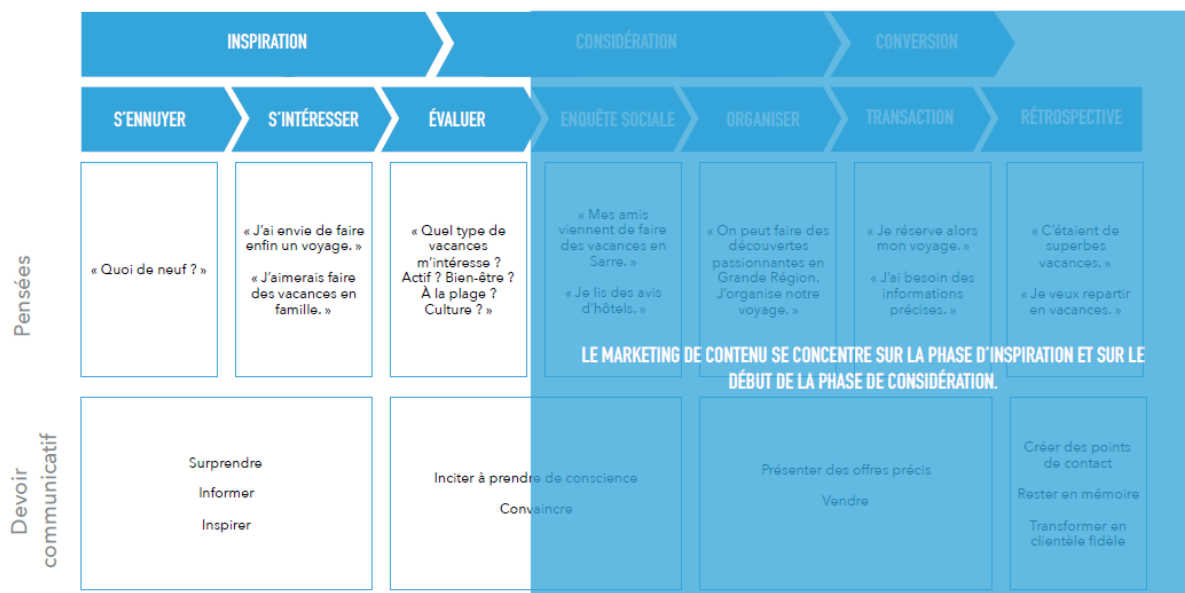 INSPIRATION
CONSIDÉRATION
CONVERSION
S'ENNUYER
S'INTÉRESSER
ÉVALUER
ENQUÊTE SOCIALE
ORGANISER
TRANSACTION
RÉTROSPECTIVE
Pensées
« Quoi de neuf ? »
« J'ai envie de faire
enfin un voyage. »
« J'aimerais faire
des vacances en
famille. »
« Quel type de
vacances
m'intéresse ?
Actif ? Bien-être ?
À la plage ?
Culture ? »
« Mes amis
viennent de faire
des vacances en
Sarre. »
« Je lis des avis
d'hôtels. »
« On peut faire des
découvertes
passionnantes en
Grande Région.
J'organise notre
voyage. »
« Je réserve alors
mon voyage. »
« J'ai besoin des
informations
précises. »
« C'étaient de
superbes
vacances. »
« Je veux repartir
en vacances. »
LE MARKETING DE CONTENU SE CONCENTRE SUR LA PHASE D'INSPIRATION ET SUR LE
DÉBUT DE LA PHASE DE CONSIDÉRATION.
Devoir
communicatif
Surprendre
Informer
Inspirer
Inciter à prendre de conscience
Convaincre
Présenter des offres précis
Vendre
Créer des points
de contact
Rester en mémoire
Transformer en
clientèle fidèle